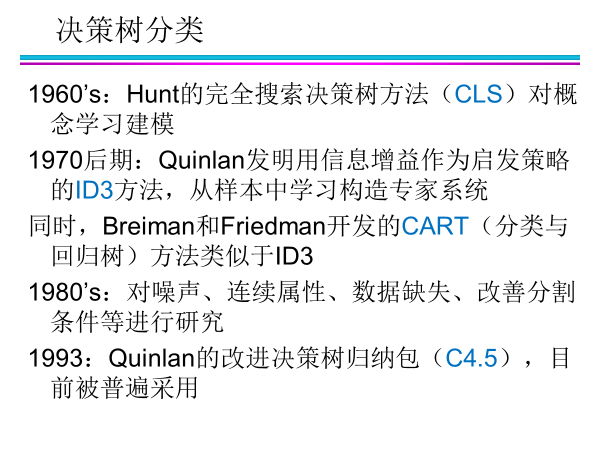 决策树分类
1960’s：Hunt的完全搜索决策树方法（CLS）对概
念学习建模
1970后期：Quinlan发明用信息增益作为启发策略
的ID3方法，从样本中学习构造专家系统
同时，Breiman和Friedman开发的CART（分类与
回归树）方法类似于ID3
1980’s：对噪声、连续属性、数据缺失、改善分割
条件等进行研究
1993：Quinlan的改进决策树归纳包（C4.5），目
前被普遍采用